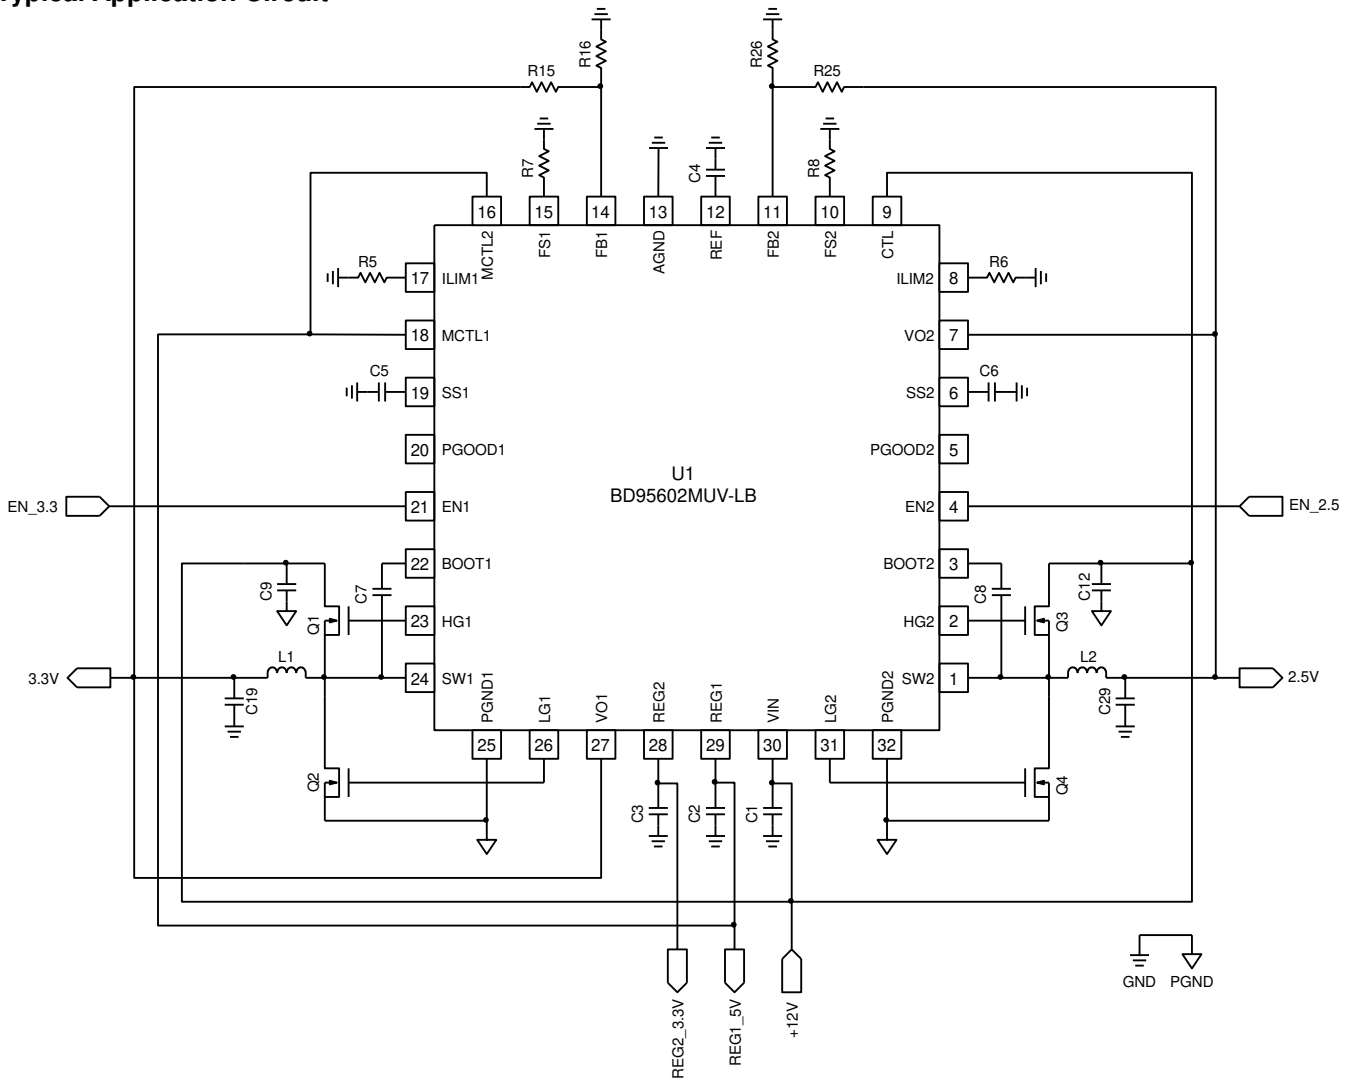 Typical Application Circuit
R16
R26
R15
R25
R7
C4
R8
16
15
14
13
12
11
10
9
MCTL2
FS1
FB1
AGND
REF
FB2
FS2
CTL
R5
17
ILIM1
ILIM2
8
R6
18
MCTL1
VO2
7
C5
19
SS1
SS2
6
C6
20
PGOOD1
PGOOD2
5
U1
BD95602MUV-LB
EN_3.3
21
EN1
EN2
4
EN_2.5
22
BOOT1
BOOT2
3
C9
C7
C8
C12
Q1
23
HG1
HG2
2
Q3
3.3V
L1
24
SW1
SW2
1
L2
2.5V
C19
C29
PGND1
LG1
VO1
REG2
REG1
VIN
LG2
PGND2
25
26
27
28
29
30
31
32
Q2
Q4
C3
C2
C1
REG2_3.3V
REG1_5V
+12V
GND
PGND